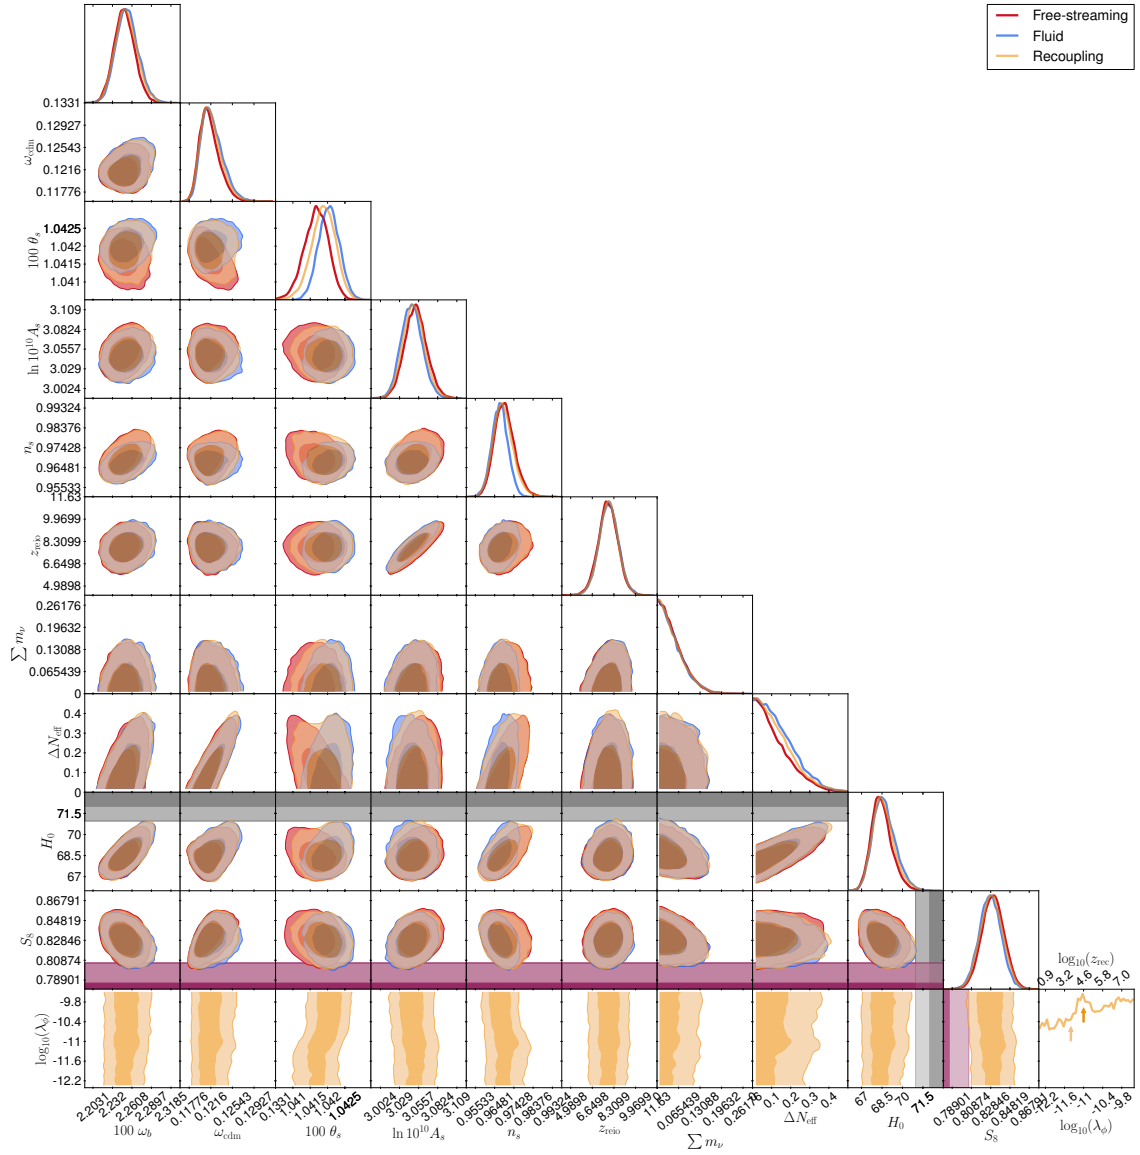 Free-streaming
Fluid
Recoupling
0.1331
0.12927
0.12543
0.1216
0.11776
ω_cdm
1.0425
1.042
1.0415
1.041
100 θ_s
3.109
3.0824
3.0557
3.029
3.0024
ln 10^10 A_s
0.99324
0.98376
0.97428
0.96481
0.95533
n_s
11.63
9.9699
8.3099
6.6498
4.9898
z_reio
0.26176
0.19632
0.13088
0.065439
0
∑ m_ν
0.4
0.3
0.2
0.1
0
ΔN_eff
71.5
70
68.5
67
H_0
0.86791
0.84819
0.82846
0.80874
0.78901
S_8
log_10(z_rec)
0.9 3.2 4.6 5.8 7.0
-9.8
-10.4
-11
-11.6
-12.2
log_10(λ_ϕ)
2.2031 2.232 2.2608 2.2897 2.3185
0.11776 0.1216 0.12543 0.12927 0.1331
1.041 1.0415 1.042 1.0425
3.0024 3.029 3.0557 3.0824 3.109
0.95533 0.96481 0.97428 0.98376 0.99324
4.9898 6.6498 8.3099 9.9699 11.63
0 0.065439 0.13088 0.19632 0.26176
0 0.1 0.2 0.3 0.4
67 68.5 70 71.5
0.78901 0.80874 0.82846 0.84819 0.86791
-12.2 -11.6 -11 -10.4 -9.8
100 ω_b
ω_cdm
100 θ_s
ln 10^10 A_s
n_s
z_reio
∑ m_ν
ΔN_eff
H_0
S_8
log_10(λ_ϕ)